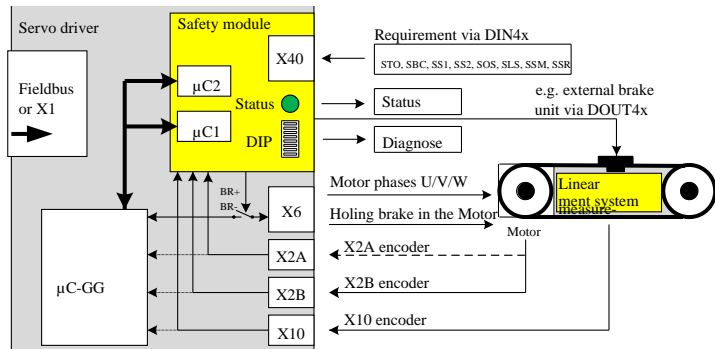 Servo driver
Safety module
Fieldbus
or X1
µC2
µC1
X40
Status
DIP
Requirement via DIN4x
STO, SBC, SS1, SS2, SOS, SLS, SSM, SSR
Status
Diagnose
e.g. external brake
unit via DOUT4x
BR+
BR-
X6
Motor phases U/V/W
Holing brake in the Motor
Linear
ment system
measure-
Motor
µC-GG
X2A
X2A encoder
X2B
X2B encoder
X10
X10 encoder